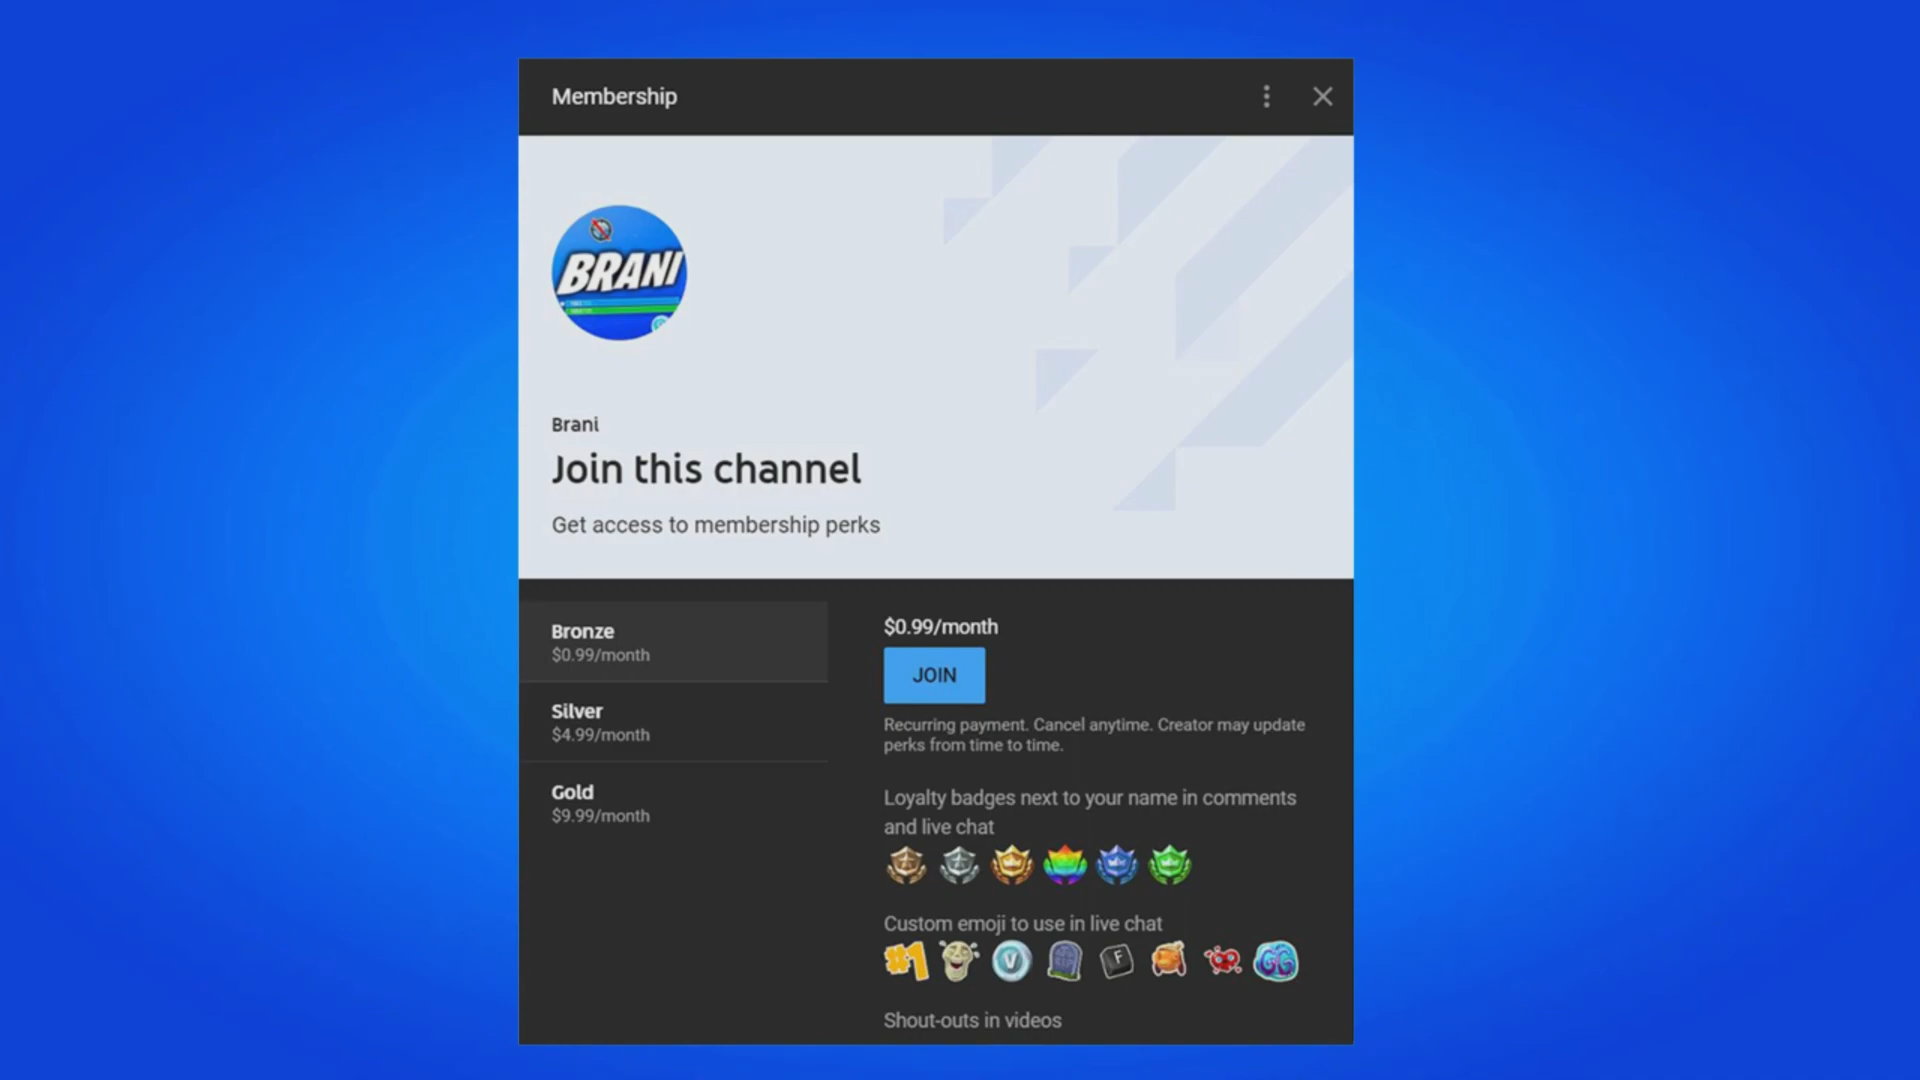 Membership
BRANI
Brani
Join this channel
Get access to membership perks
Bronze
$0.99/month
Silver
$4.99/month
Gold
$9.99/month
$0.99/month
JOIN
Recurring payment. Cancel anytime. Creator may update
perks from time to time.
Loyalty badges next to your name in comments
and live chat
Custom emoji to use in live chat
#1
V
F
GG
Shout-outs in videos